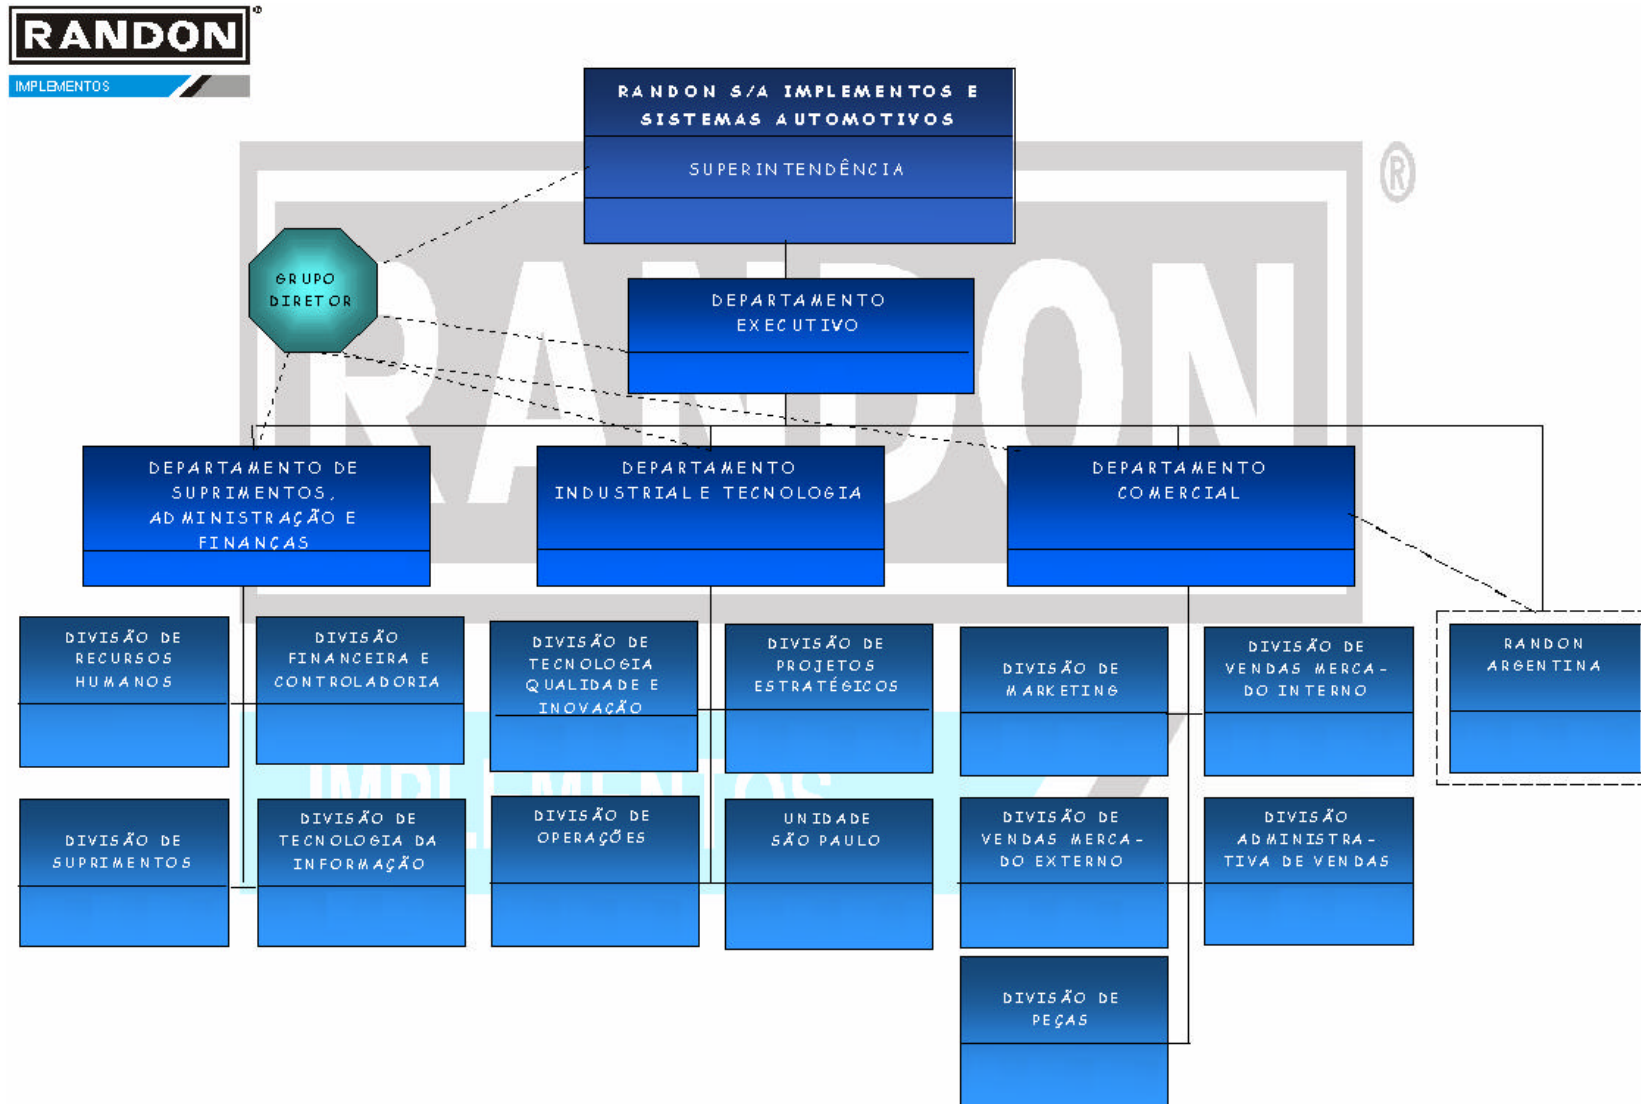 RANDON
®
IMPLEMENTOS
RANDON S/A IMPLEMENTOS E
SISTEMAS AUTOMOTIVOS
SUPERINTENDÊNCIA
®
GRUPO
DIRETOR
DEPARTAMENTO
EXECUTIVO
RANDON
DEPARTAMENTO DE
SUPRIMENTOS,
ADMINISTRAÇÃO E
FINANÇAS
DEPARTAMENTO
INDUSTRIAL E TECNOLOGIA
DEPARTAMENTO
COMERCIAL
DIVISÃO DE
RECURSOS
HUMANOS
DIVISÃO
FINANCEIRA E
CONTROLADORIA
DIVISÃO DE
TECNOLOGIA
QUALIDADE E
INOVAÇÃO
DIVISÃO DE
PROJETOS
ESTRATÉGICOS
DIVISÃO DE
MARKETING
DIVISÃO DE
VENDAS MERCA-
DO INTERNO
RANDON
ARGENTINA
IMPLEMENTOS
DIVISÃO DE
SUPRIMENTOS
DIVISÃO DE
TECNOLOGIA DA
INFORMAÇÃO
DIVISÃO DE
OPERAÇÕES
UNIDADE
SÃO PAULO
DIVISÃO DE
VENDAS MERCA-
DO EXTERNO
DIVISÃO
ADMINISTRA-
TIVA DE VENDAS
DIVISÃO DE
PEÇAS